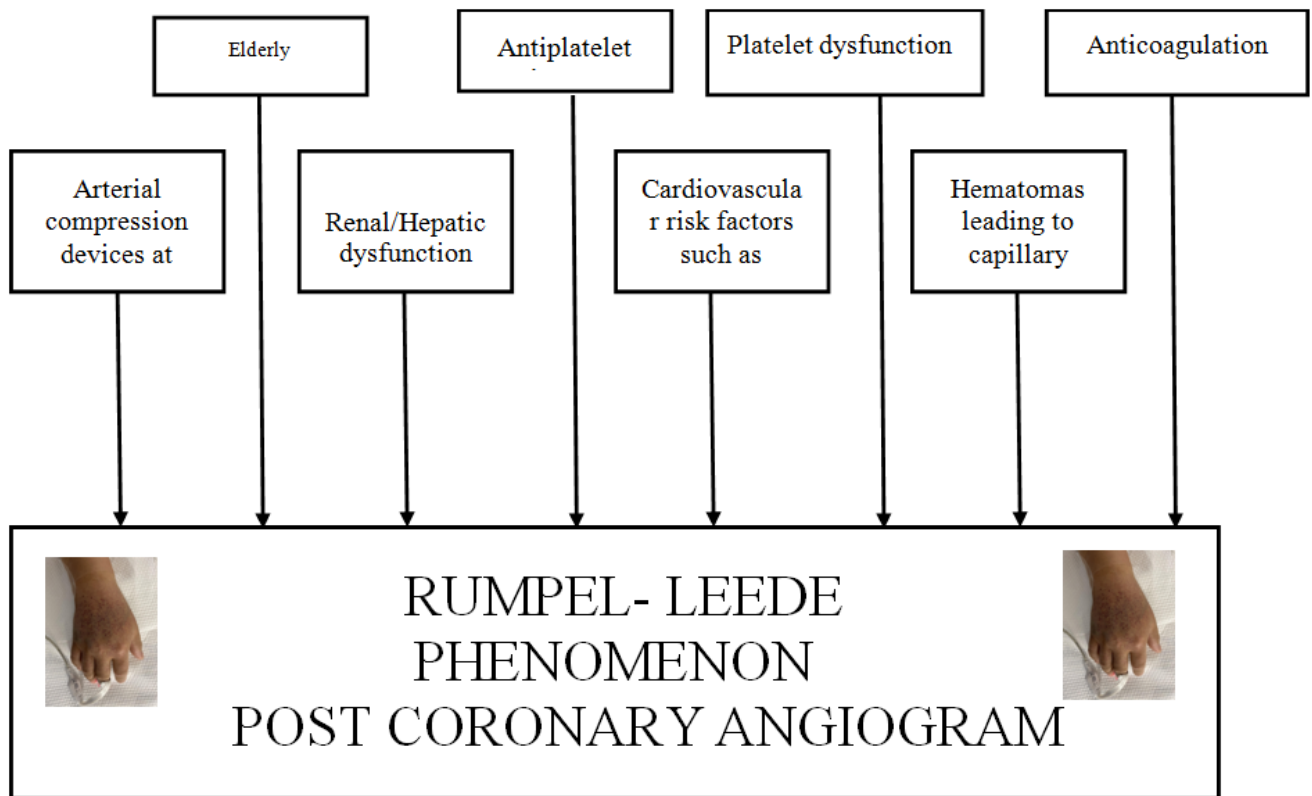 Elderly
Antiplatelet
Platelet dysfunction
Anticoagulation
Arterial
compression
devices at
Renal/Hepatic
dysfunction
Cardiovascula
r risk factors
such as
Hematomas
leading to
capillary
RUMPEL- LEEDE
PHENOMENON
POST CORONARY ANGIOGRAM